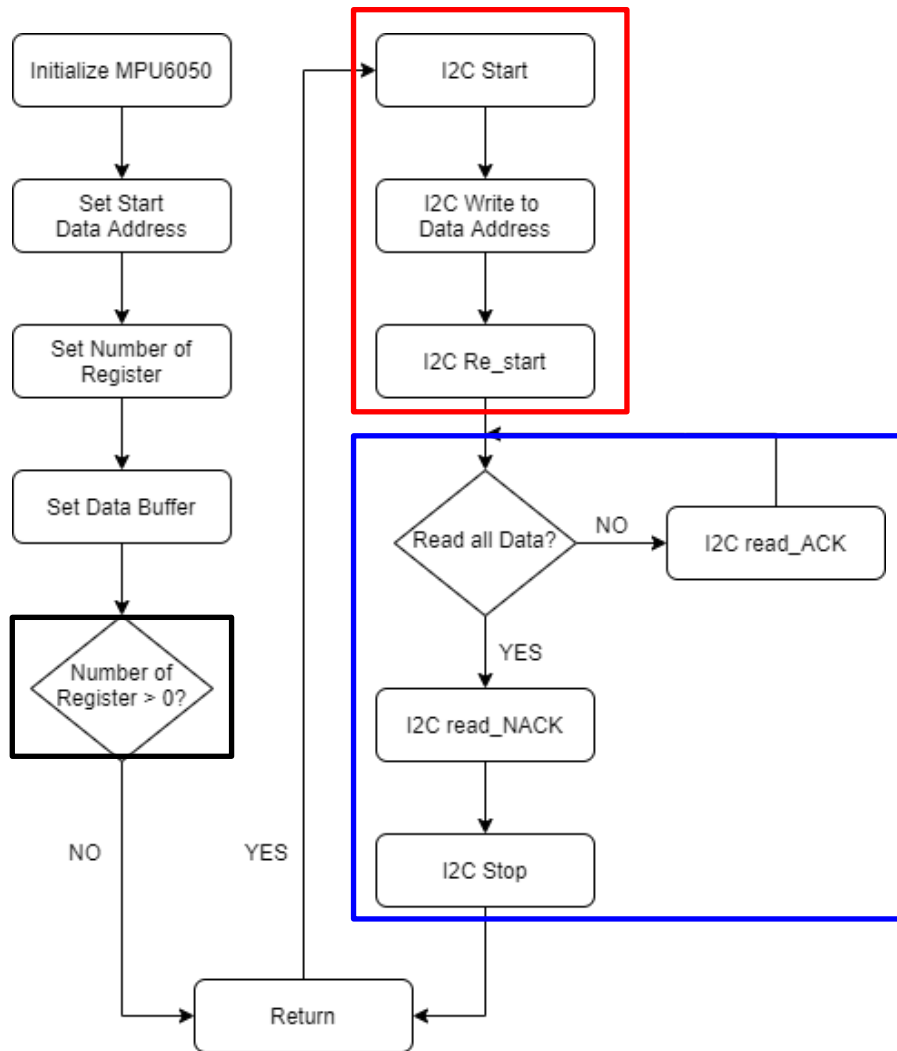 Initialize MPU6050
Set Start
Data Address
Set Number of
Register
Set Data Buffer
Number of
Register > 0?
NO
YES
I2C Start
I2C Write to
Data Address
I2C Re_start
Read all Data?
NO
I2C read_ACK
YES
I2C read_NACK
I2C Stop
Return